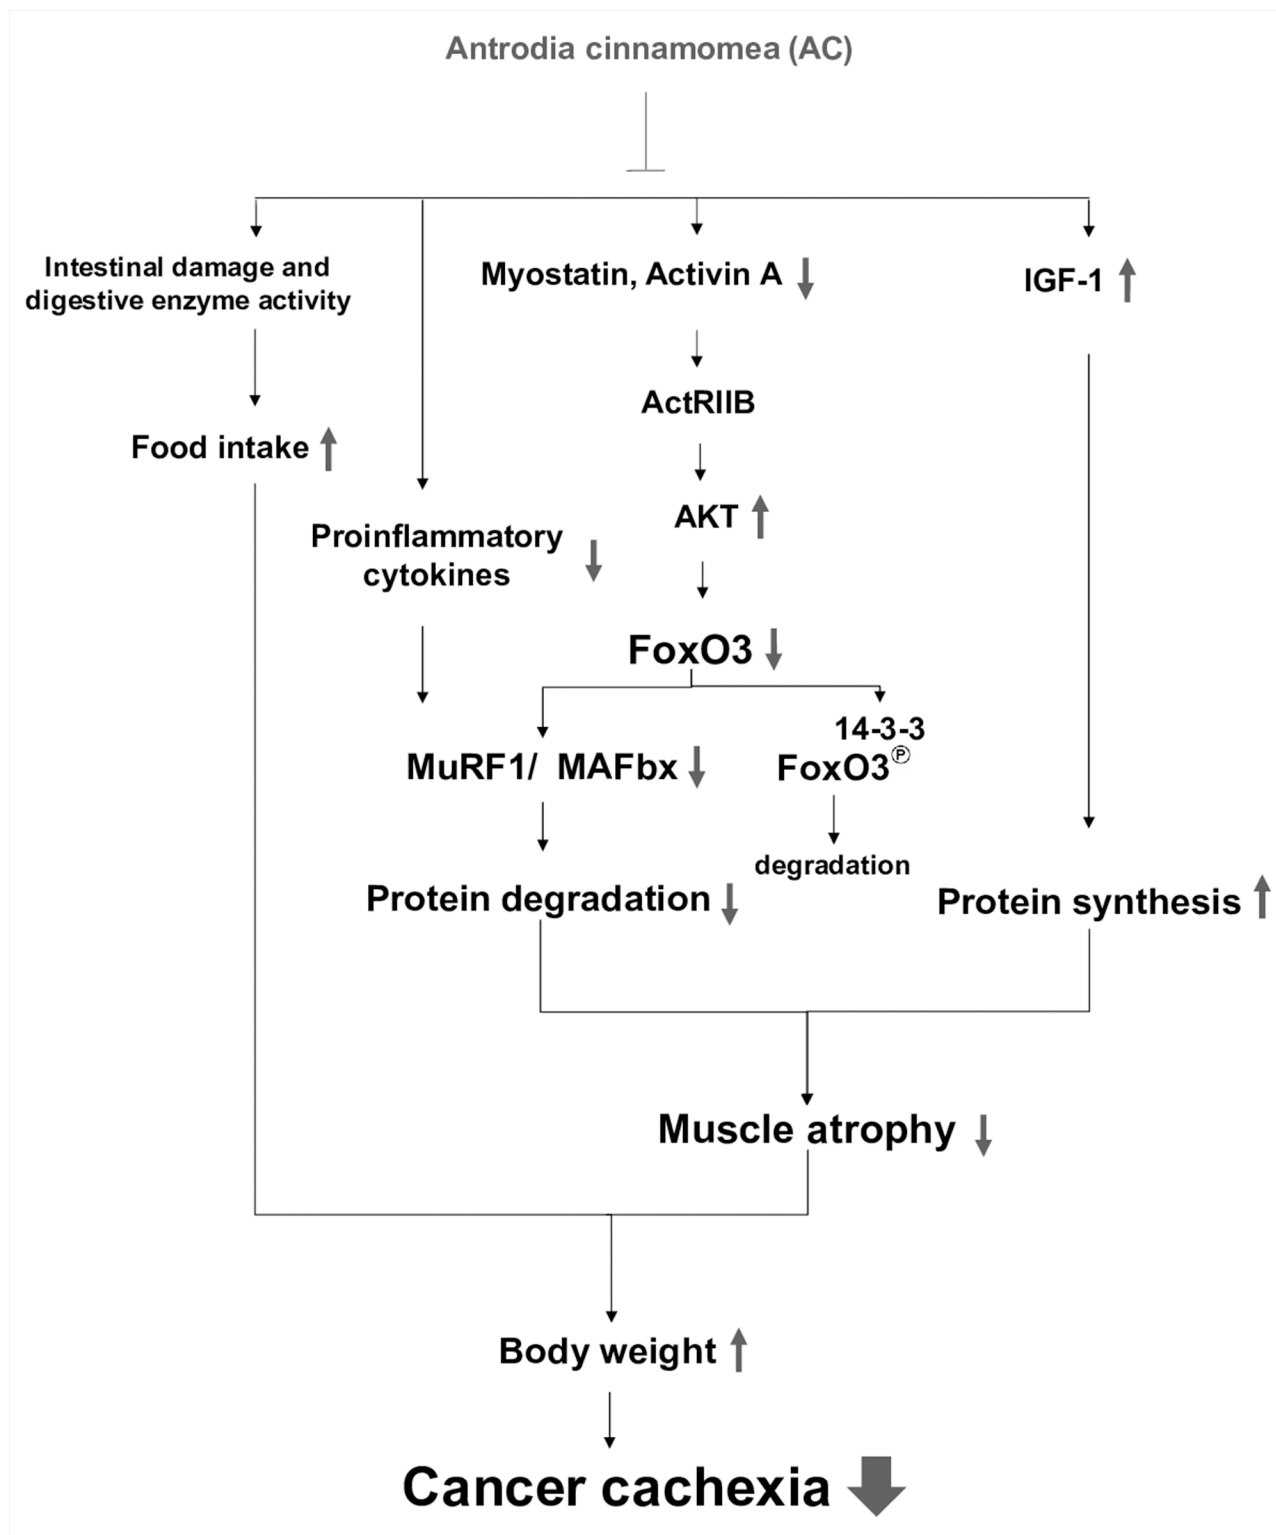 Antrodia cinnamomea (AC)
Intestinal damage and
digestive enzyme activity
Myostatin, Activin A
IGF-1
ActRIIB
Food intake
AKT
Proinflammatory
cytokines
FoxO3
14-3-3
MuRF1/ MAFbx
FoxO3Ⓟ
degradation
Protein degradation
Protein synthesis
Muscle atrophy
Body weight
Cancer cachexia